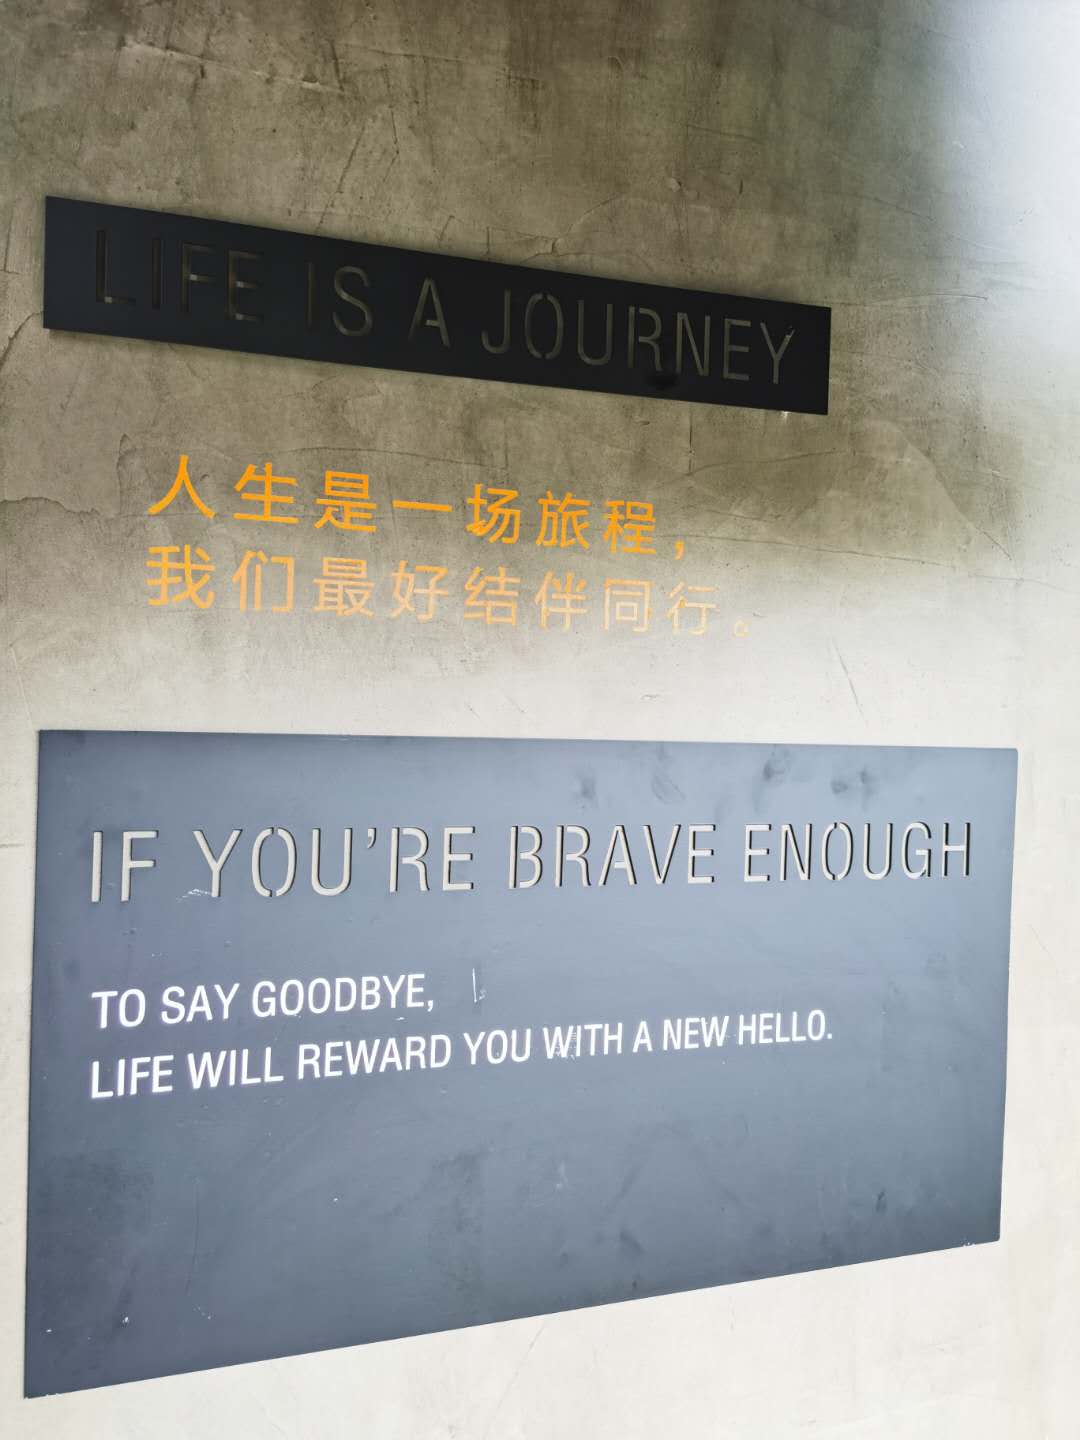 LIFE IS A JOURNEY
人生是一场旅程，
我们最好结伴同行。
IF YOU'RE BRAVE ENOUGH
TO SAY GOODBYE,
LIFE WILL REWARD YOU WITH A NEW HELLO.